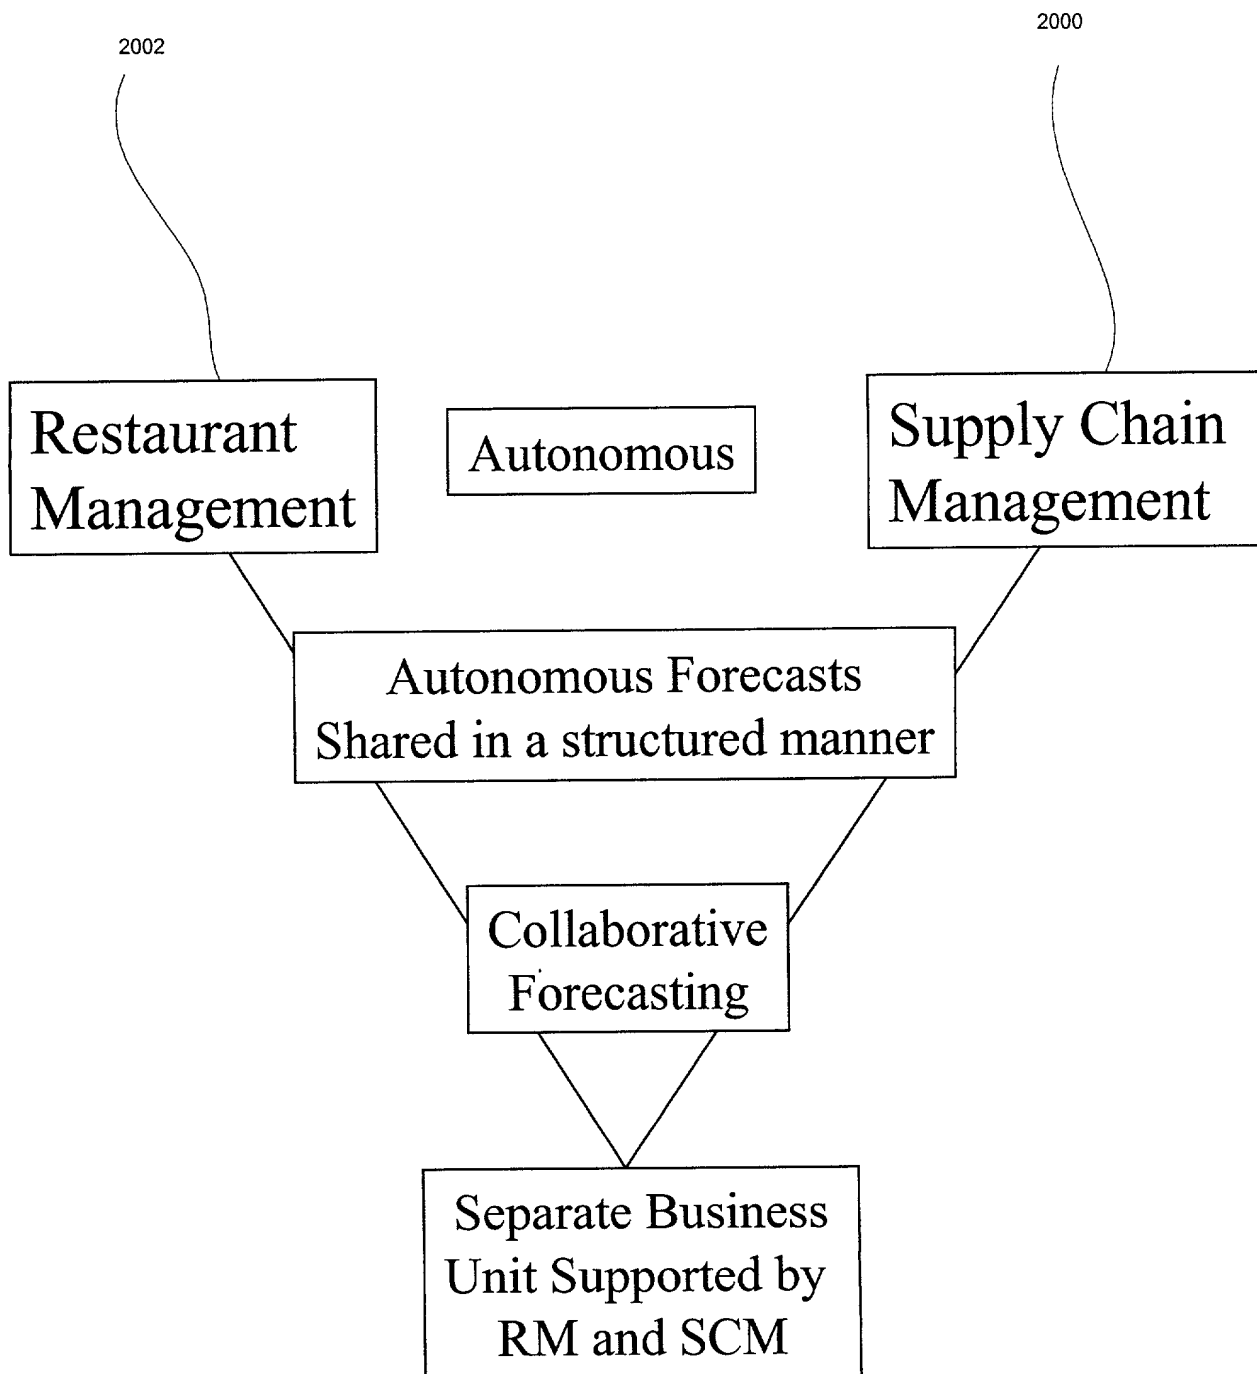 2002
2000
Restaurant
Management
Autonomous
Supply Chain
Management
Autonomous Forecasts
Shared in a structured manner
Collaborative
Forecasting
Separate Business
Unit Supported by
RM and SCM